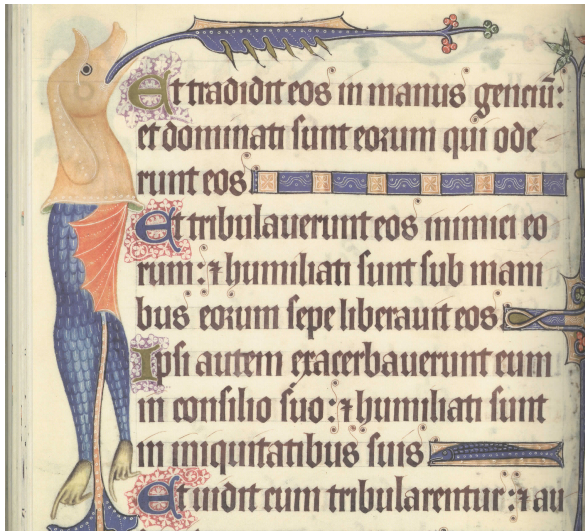 Et tradidit eos in manus genciū:
et dominati sunt eorum qui ode
runt eos
Et tribulauerunt eos inimici eo
rum: ⁊ humiliati sunt sub mani
bus eorum sepe liberauit eos
Ipsi autem exacerbauerunt eum
in consilio suo: ⁊ humiliati sunt
in iniquitatibus suis
Et uidit cum tribularentur: ⁊ au